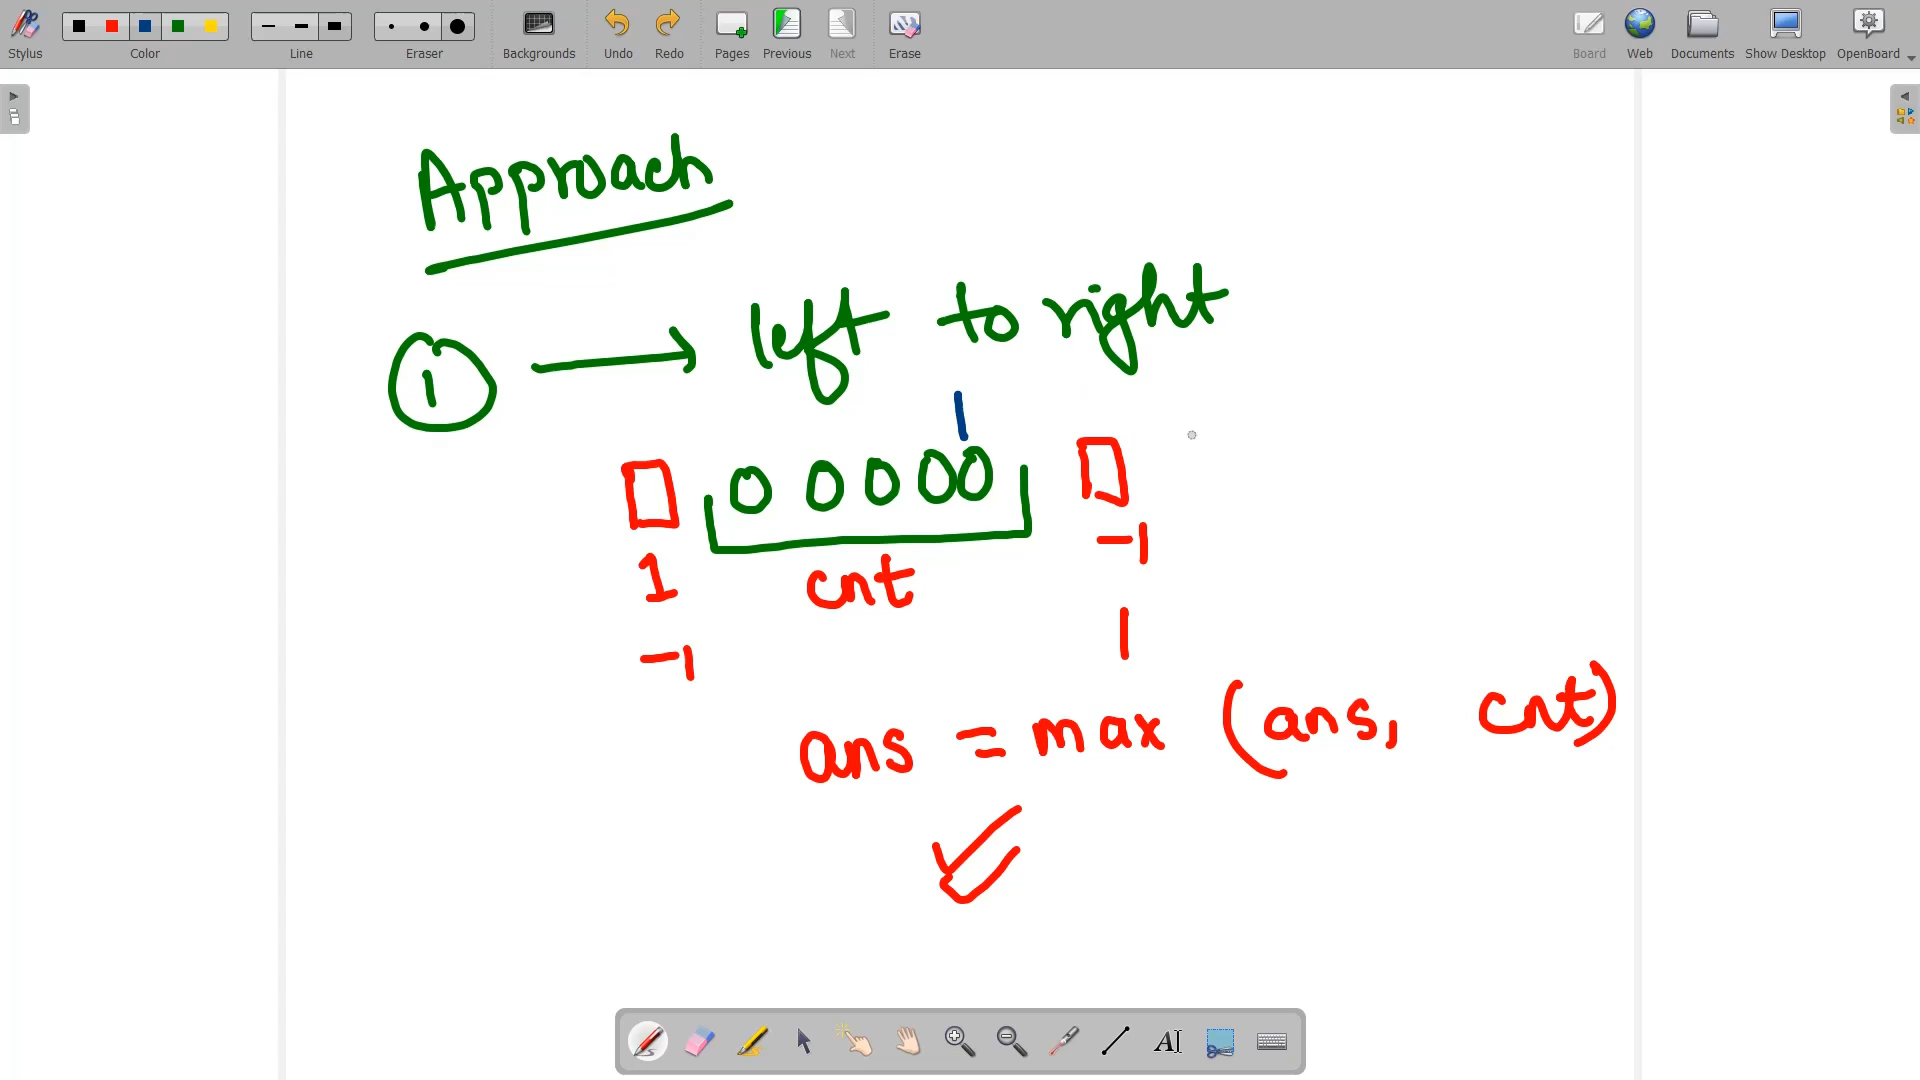 Stylus Color Line Eraser Backgrounds Undo Redo Pages Previous Next Erase Board Web Documents Show Desktop OpenBoard
Approach
1 → left to right
1
0 0 0 0 0
1 cnt -1
-1 1
ans = max (ans, cnt)